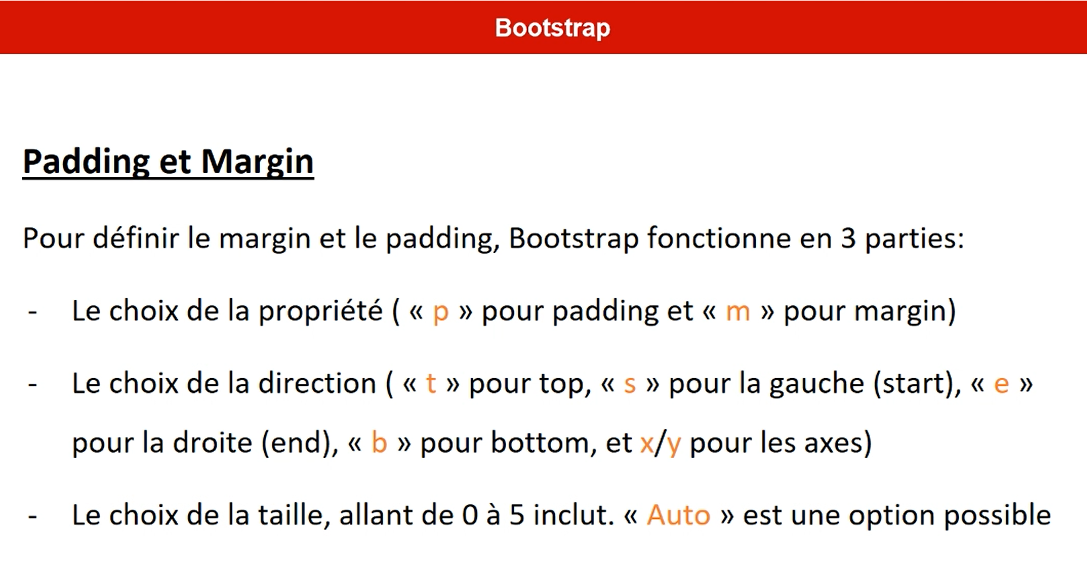 Bootstrap
Padding et Margin
Pour définir le margin et le padding, Bootstrap fonctionne en 3 parties:
- Le choix de la propriété ( « p » pour padding et « m » pour margin)
- Le choix de la direction ( « t » pour top, « s » pour la gauche (start), « e »
pour la droite (end), « b » pour bottom, et x/y pour les axes)
- Le choix de la taille, allant de 0 à 5 inclut. « Auto » est une option possible